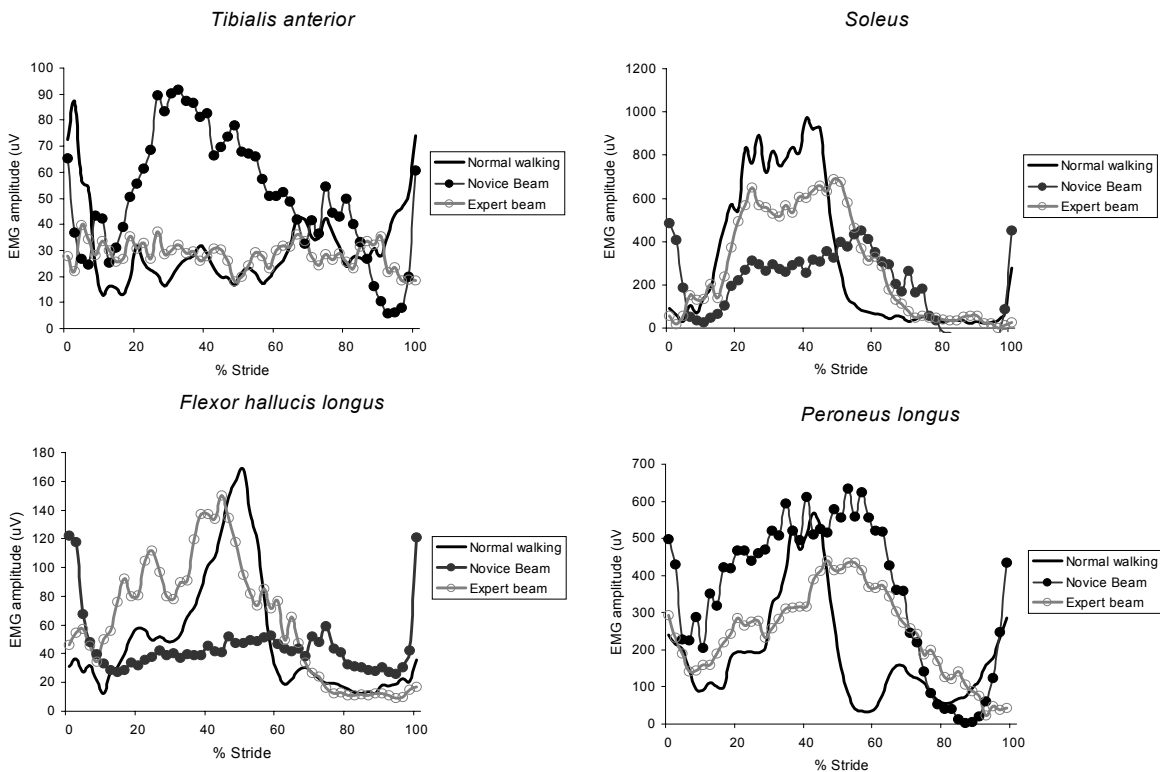 Tibialis anterior
EMG amplitude (uV
100
90
80
70
60
50
40
30
20
10
0
0 20 40 60 80 100
% Stride
Normal walking
Novice Beam
Expert beam
Soleus
EMG amplitude (uV
1200
1000
800
600
400
200
0
0 20 40 60 80 100
% Stride
Normal walking
Novice Beam
Expert beam
Flexor hallucis longus
EMG amplitude (uV)
180
160
140
120
100
80
60
40
20
0
0 20 40 60 80 100
% Stride
Normal walking
Novice Beam
Expert beam
Peroneus longus
EMG amplitude (uV
700
600
500
400
300
200
100
0
0 20 40 60 80 100
% Stride
Normal walking
Novice Beam
Expert beam